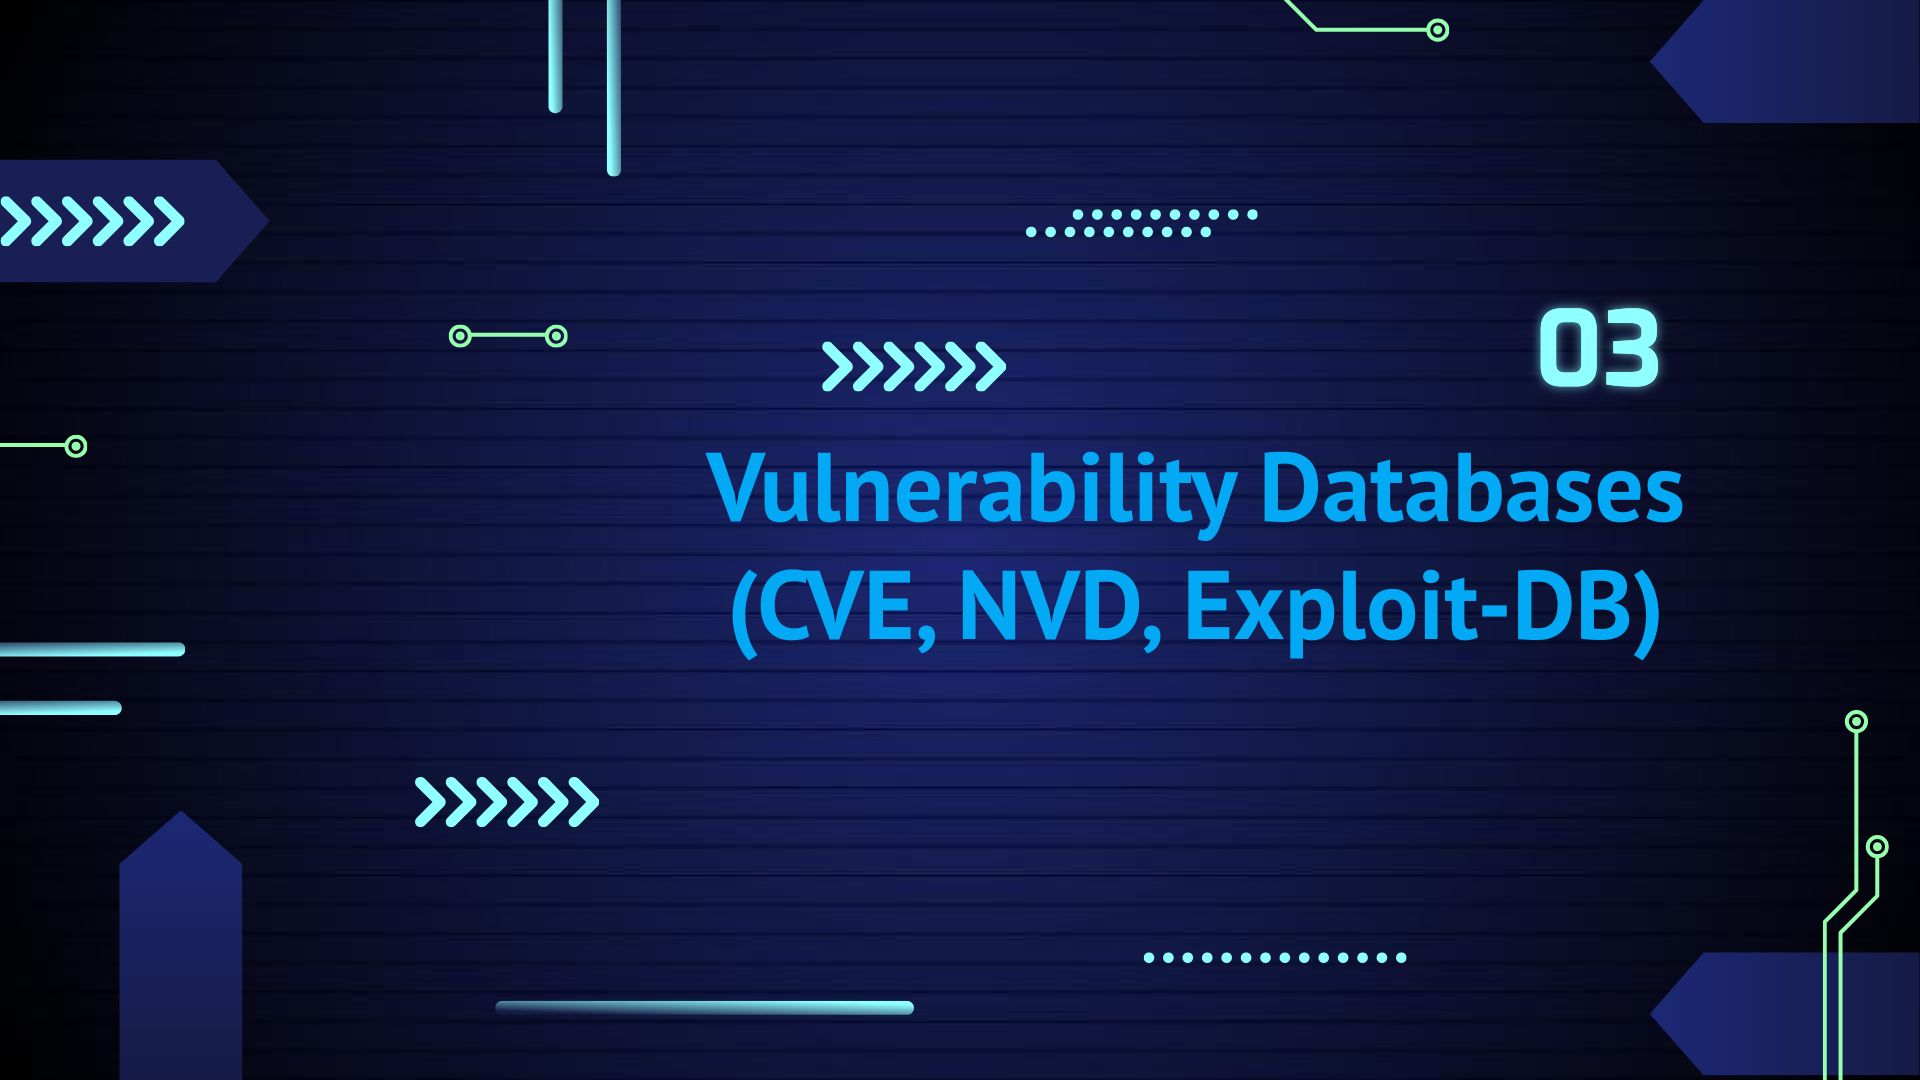 03
Vulnerability Databases
(CVE, NVD, Exploit-DB)